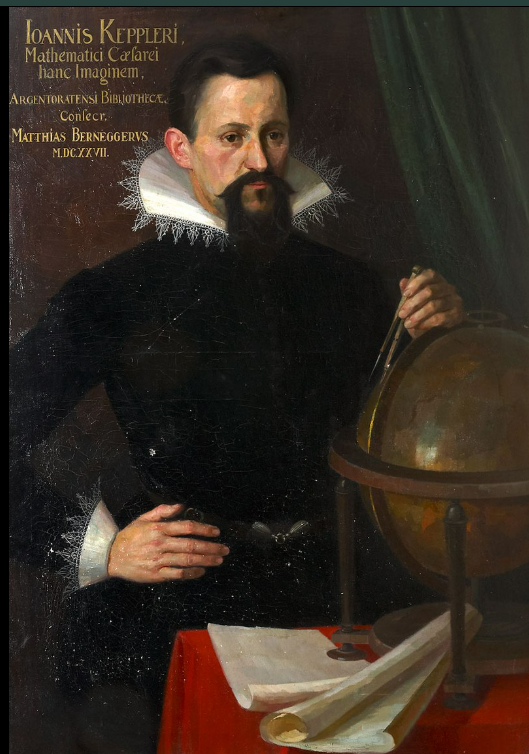 IOANNIS KEPPLERI,
Mathematici Cæsarei
hanc Imaginem,
ARGENTORATENSI BIBLIOTHECÆ,
Consecr.
MATTHIAS BERNEGGERVS
M.DC.XXVII.